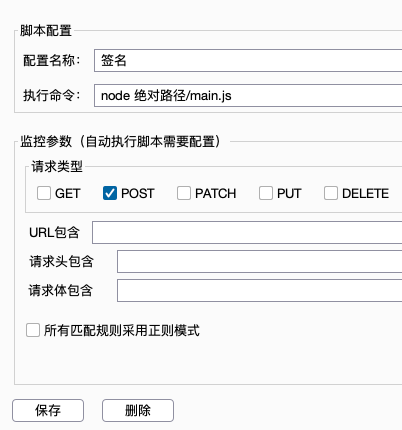 脚本配置
配置名称： 签名
执行命令： node 绝对路径/main.js
监控参数（自动执行脚本需要配置）
请求类型
GET POST PATCH PUT DELETE
URL包含
请求头包含
请求体包含
所有匹配规则采用正则模式
保存 删除